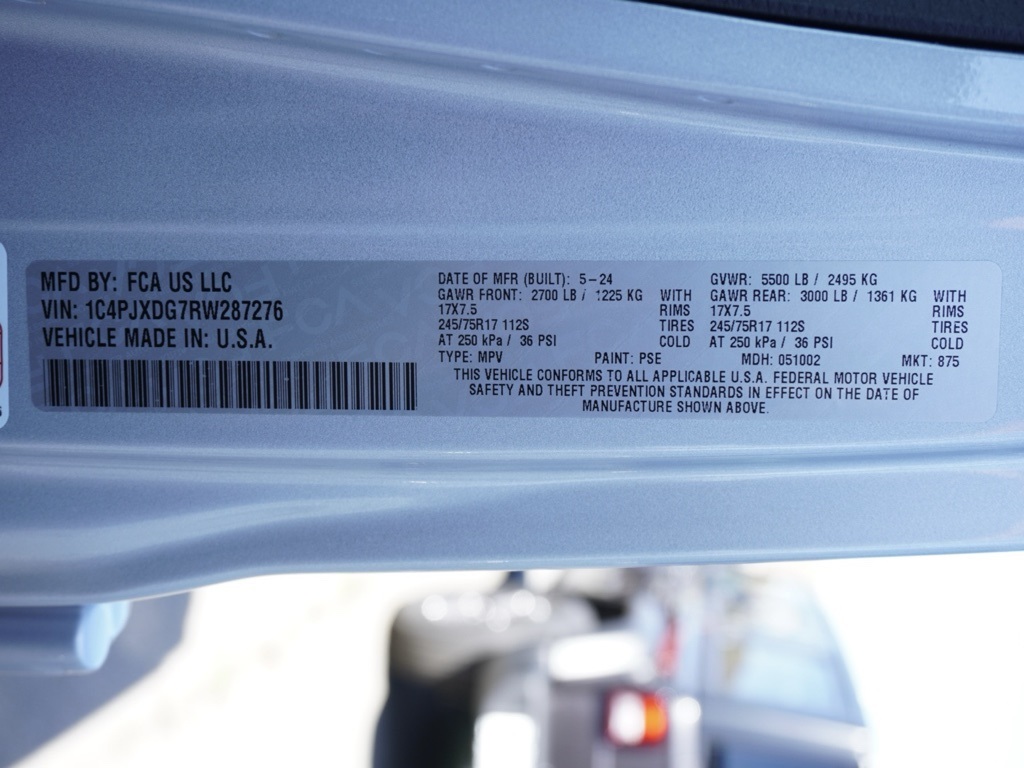 MFD BY: FCA US LLC
VIN: 1C4PJXDG7RW287276
VEHICLE MADE IN: U.S.A.
DATE OF MFR (BUILT): 5-24
GVWR: 5500 LB / 2495 KG
GAWR FRONT: 2700 LB / 1225 KG WITH
GAWR REAR: 3000 LB / 1361 KG WITH
17X7.5 RIMS
17X7.5 RIMS
245/75R17 112S TIRES
245/75R17 112S TIRES
AT 250 kPa / 36 PSI COLD
AT 250 kPa / 36 PSI COLD
TYPE: MPV PAINT: PSE MDH: 051002 MKT: 875
THIS VEHICLE CONFORMS TO ALL APPLICABLE U.S.A. FEDERAL MOTOR VEHICLE
SAFETY AND THEFT PREVENTION STANDARDS IN EFFECT ON THE DATE OF
MANUFACTURE SHOWN ABOVE.